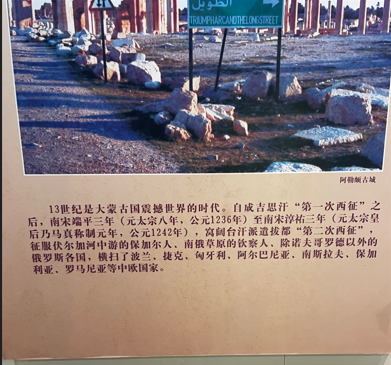 الطويل
TRIUMPHARC AND THE LONG STREET
阿勒颇古城
13世纪是大蒙古国震撼世界的时代。自成吉思汗“第一次西征”之
后，南宋端平三年（元太宗八年，公元1236年）至南宋淳祐三年（元太宗皇
后乃马真称制元年，公元1242年），窝阔台汗派遣拔都“第二次西征”，
征服伏尔加河中游的保加尔人、南俄草原的钦察人、除诺夫哥罗德以外的
俄罗斯各国，横扫了波兰、捷克、匈牙利、阿尔巴尼亚、南斯拉夫、保加
利亚、罗马尼亚等中欧国家。